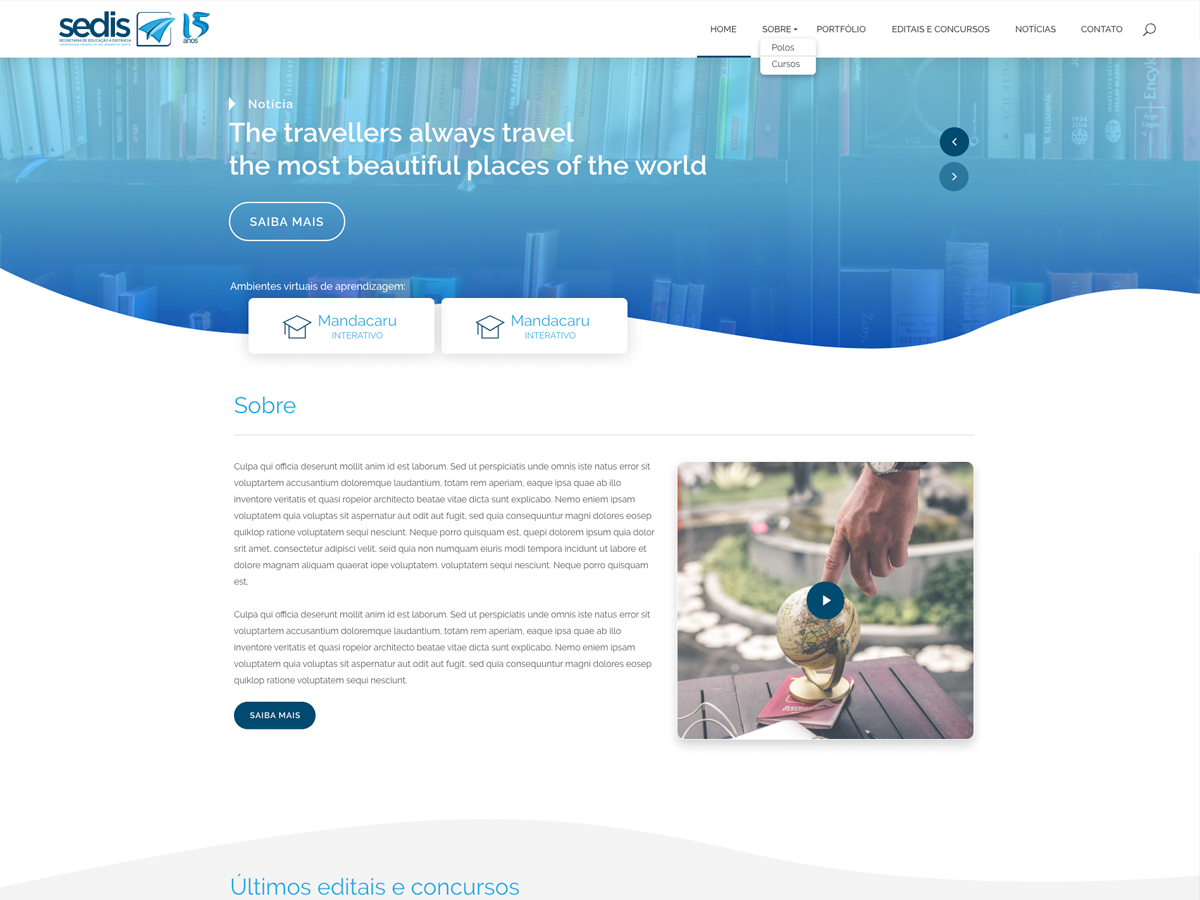 sedis
SECRETARIA DE EDUCAÇÃO A DISTÂNCIA
15
anos
HOME
SOBRE
PORTFÓLIO
EDITAIS E CONCURSOS
NOTÍCIAS
CONTATO
Polos
Cursos
Notícia
The travellers always travel
the most beautiful places of the world
SAIBA MAIS
Ambientes virtuais de aprendizagem:
Mandacaru
INTERATIVO
Mandacaru
INTERATIVO
Sobre
Culpa qui officia deserunt mollit anim id est laborum. Sed ut perspiciatis unde omnis iste natus error sit
voluptartem accusantium doloremque laudantium, totam rem aperiam, eaque ipsa quae ab illo
inventore veritatis et quasi ropeior architecto beatae vitae dicta sunt explicabo. Nemo eniem ipsam
voluptatem quia voluptas sit aspernatur aut odit aut fugit, sed quia consequuntur magni dolores eosep
quiklop ratione voluptatem sequi nesciunt. Neque porro quisquam est, quepi dolorem ipsum quia dolor
srit amet, consectetur adipisci velit, seid quia non numquam eiuris modi tempora incidunt ut labore et
dolore magnam aliquam quaerat iope voluptatem. voluptatem sequi nesciunt. Neque porro quisquam
est,
Culpa qui officia deserunt mollit anim id est laborum. Sed ut perspiciatis unde omnis iste natus error sit
voluptartem accusantium doloremque laudantium, totam rem aperiam, eaque ipsa quae ab illo
inventore veritatis et quasi ropeior architecto beatae vitae dicta sunt explicabo. Nemo eniem ipsam
voluptatem quia voluptas sit aspernatur aut odit aut fugit, sed quia consequuntur magni dolores eosep
quiklop ratione voluptatem sequi nesciunt.
SAIBA MAIS
Últimos editais e concursos